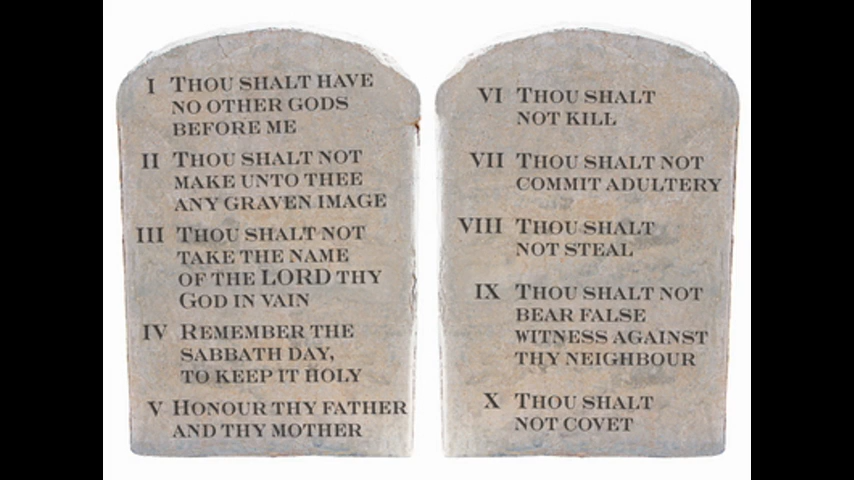 I THOU SHALT HAVE
NO OTHER GODS
BEFORE ME
II THOU SHALT NOT
MAKE UNTO THEE
ANY GRAVEN IMAGE
III THOU SHALT NOT
TAKE THE NAME
OF THE LORD THY
GOD IN VAIN
IV REMEMBER THE
SABBATH DAY,
TO KEEP IT HOLY
V HONOUR THY FATHER
AND THY MOTHER
VI THOU SHALT
NOT KILL
VII THOU SHALT NOT
COMMIT ADULTERY
VIII THOU SHALT
NOT STEAL
IX THOU SHALT NOT
BEAR FALSE
WITNESS AGAINST
THY NEIGHBOUR
X THOU SHALT
NOT COVET